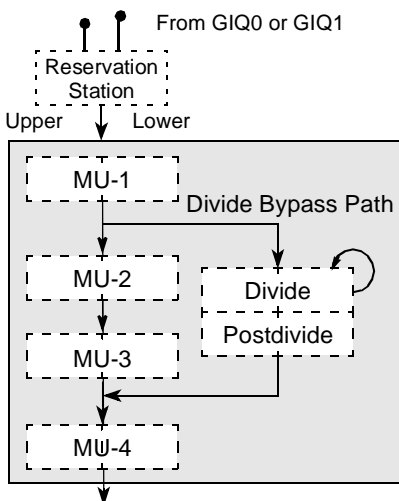 From GIQ0 or GIQ1
Reservation
Station
Upper
Lower
MU-1
Divide Bypass Path
MU-2
Divide
Postdivide
MU-3
MU-4